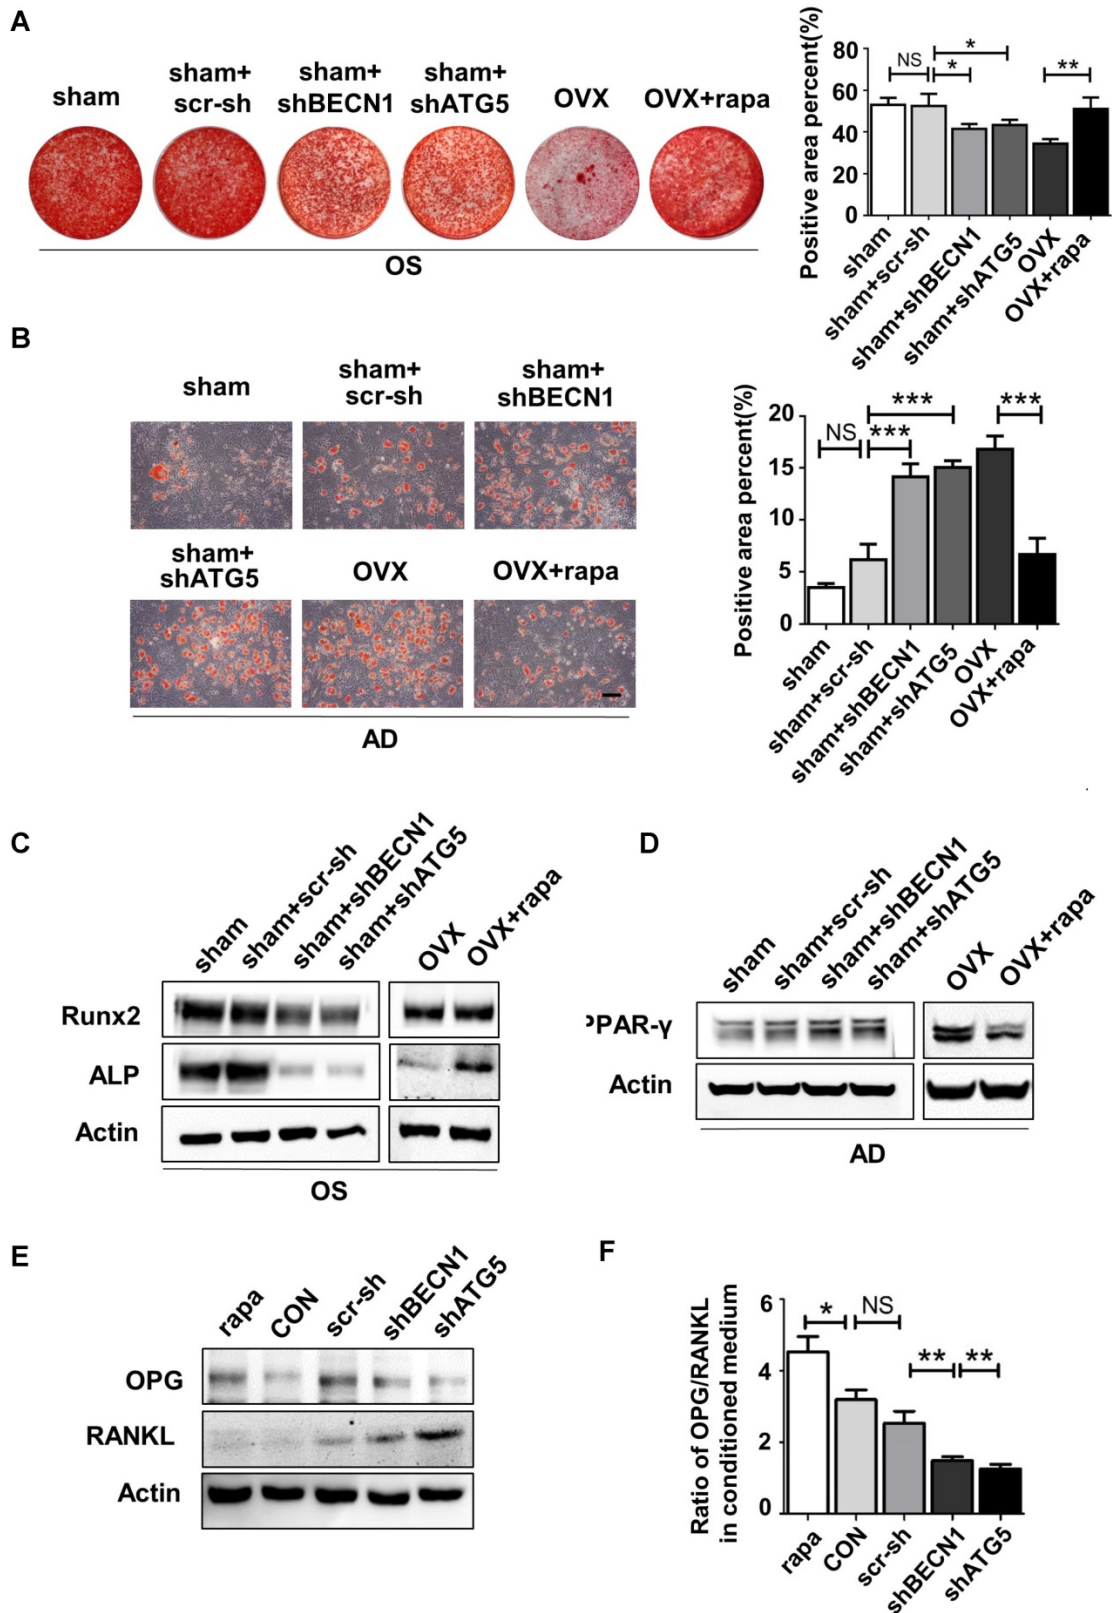 A
sham
sham+
scr-sh
sham+
shBECN1
sham+
shATG5
OVX
OVX+rapa
OS
Positive area percent(%)
80
60
40
20
0
NS
*
*
**
sham
sham+scr-sh
sham+shBECN1
sham+shATG5
OVX
OVX+rapa
B
sham
sham+
scr-sh
sham+
shBECN1
sham+
shATG5
OVX
OVX+rapa
AD
Positive area percent(%)
20
15
10
5
0
NS
***
***
***
sham
sham+scr-sh
sham+shBECN1
sham+shATG5
OVX
OVX+rapa
C
sham
sham+scr-sh
sham+shBECN1
sham+shATG5
OVX
OVX+rapa
Runx2
ALP
Actin
OS
D
sham
sham+scr-sh
sham+shBECN1
sham+shATG5
OVX
OVX+rapa
PPAR-γ
Actin
AD
E
rapa
CON
scr-sh
shBECN1
shATG5
OPG
RANKL
Actin
F
Ratio of OPG/RANKL
in conditioned medium
6
4
2
0
*
NS
**
**
rapa
CON
scr-sh
shBECN1
shATG5